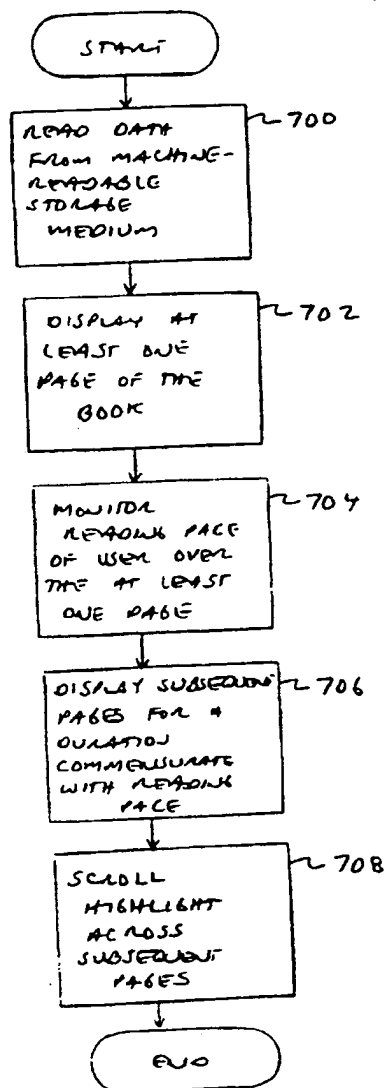 START
READ DATA
FROM MACHINE-
READABLE
STORAGE
MEDIUM
700
DISPLAY AT
LEAST ONE
PAGE OF THE
BOOK
702
MONITOR
READING PACE
OF USER OVER
THE AT LEAST
ONE PAGE
704
DISPLAY SUBSEQUENT
PAGES FOR A
DURATION
COMMENSURATE
WITH READING
PACE
706
SCROLL
HIGHLIGHT
ACROSS
SUBSEQUENT
PAGES
708
END